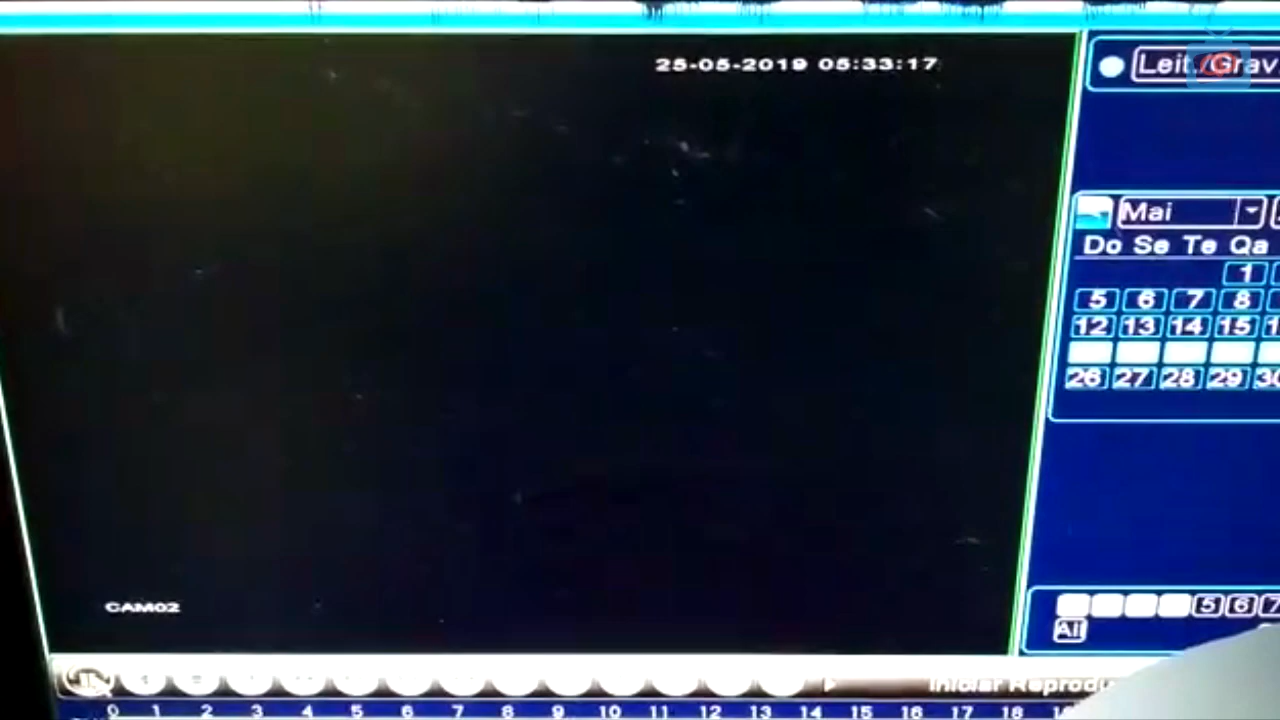 25-05-2019 05:33:17
Leit./Grav
Mai
Do Se Te Qa
1
5 6 7 8
12 13 14 15
26 27 28 29 30
CAM02
5 6 7
All
Iniciar Reprodu
0 1 2 3 4 5 6 7 8 9 10 11 12 13 14 15 16 17 18